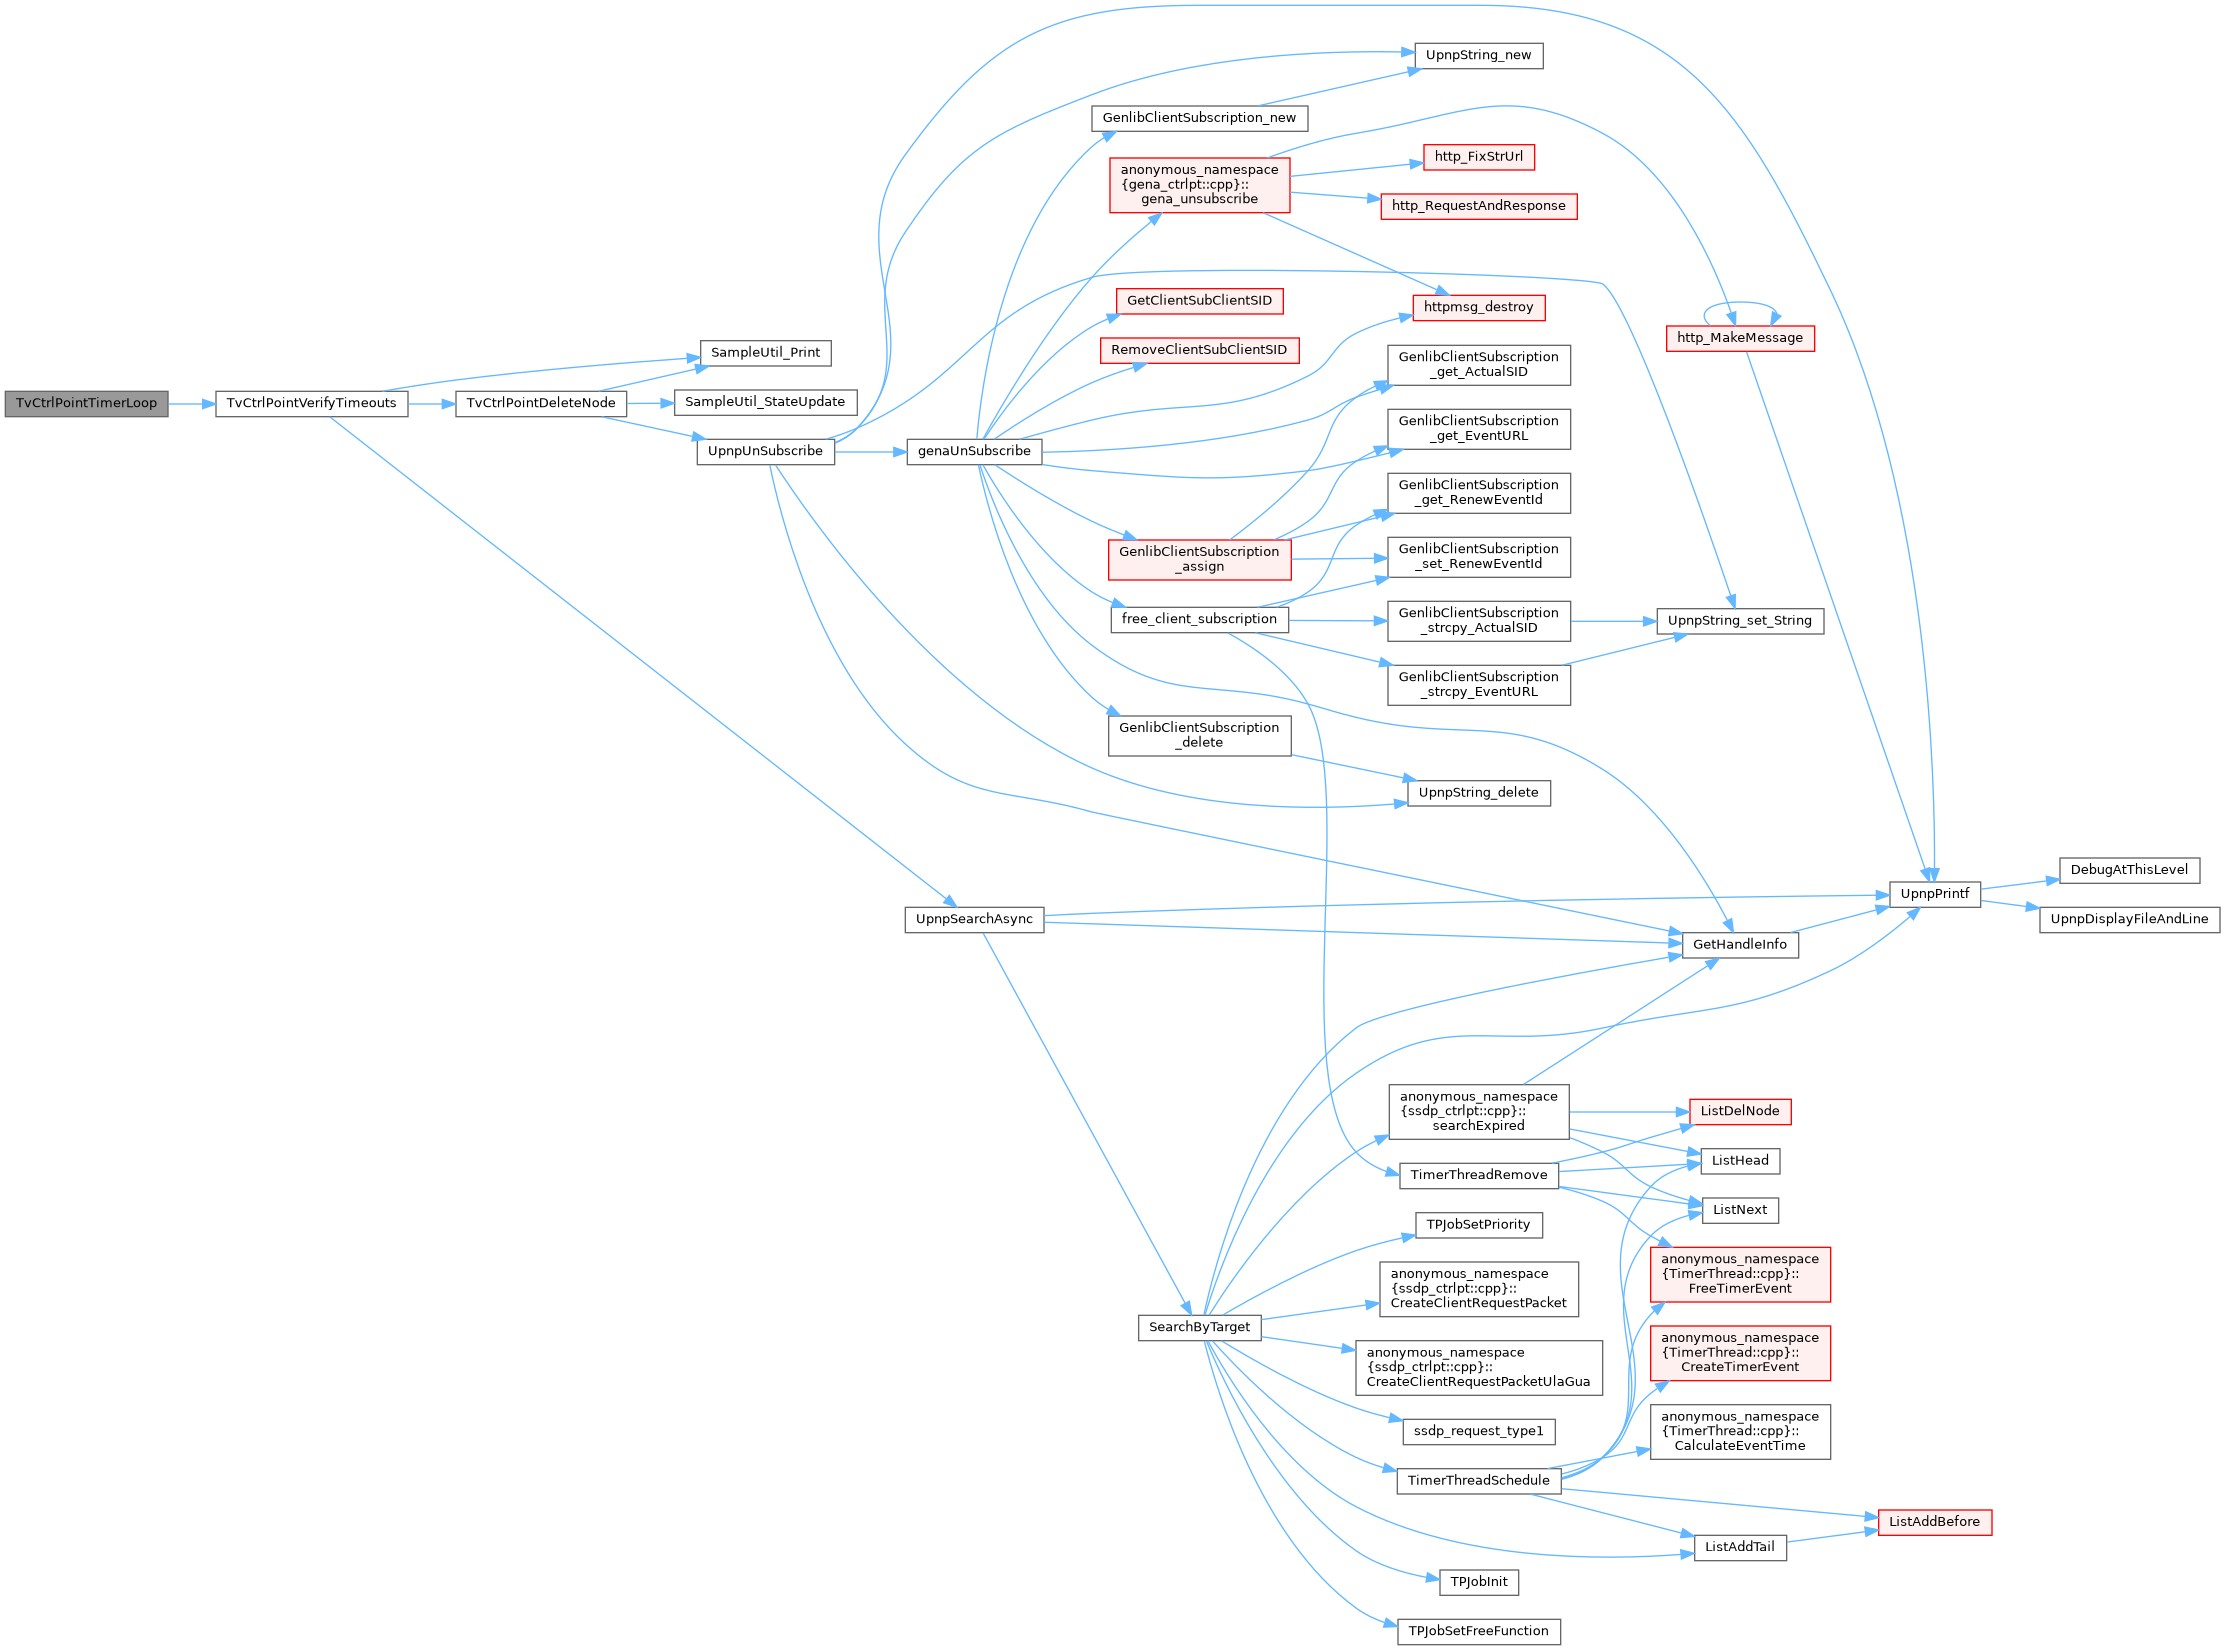 TvCtrlPointTimerLoop
TvCtrlPointVerifyTimeouts
TvCtrlPointDeleteNode
SampleUtil_Print
SampleUtil_StateUpdate
UpnpUnSubscribe
genaUnSubscribe
UpnpSearchAsync
GenlibClientSubscription_new
anonymous_namespace
{gena_ctrlpt::cpp}::
gena_unsubscribe
GetClientSubClientSID
RemoveClientSubClientSID
GenlibClientSubscription
_assign
free_client_subscription
GenlibClientSubscription
_delete
SearchByTarget
UpnpString_new
http_FixStrUrl
http_RequestAndResponse
httpmsg_destroy
GenlibClientSubscription
_get_ActualSID
GenlibClientSubscription
_get_EventURL
GenlibClientSubscription
_get_RenewEventId
GenlibClientSubscription
_set_RenewEventId
GenlibClientSubscription
_strcpy_ActualSID
GenlibClientSubscription
_strcpy_EventURL
UpnpString_delete
anonymous_namespace
{ssdp_ctrlpt::cpp}::
searchExpired
TimerThreadRemove
TPJobSetPriority
anonymous_namespace
{ssdp_ctrlpt::cpp}::
CreateClientRequestPacket
anonymous_namespace
{ssdp_ctrlpt::cpp}::
CreateClientRequestPacketUlaGua
ssdp_request_type1
TimerThreadSchedule
TPJobInit
TPJobSetFreeFunction
http_MakeMessage
UpnpString_set_String
GetHandleInfo
ListDelNode
ListHead
ListNext
anonymous_namespace
{TimerThread::cpp}::
FreeTimerEvent
anonymous_namespace
{TimerThread::cpp}::
CreateTimerEvent
anonymous_namespace
{TimerThread::cpp}::
CalculateEventTime
ListAddTail
UpnpPrintf
ListAddBefore
DebugAtThisLevel
UpnpDisplayFileAndLine